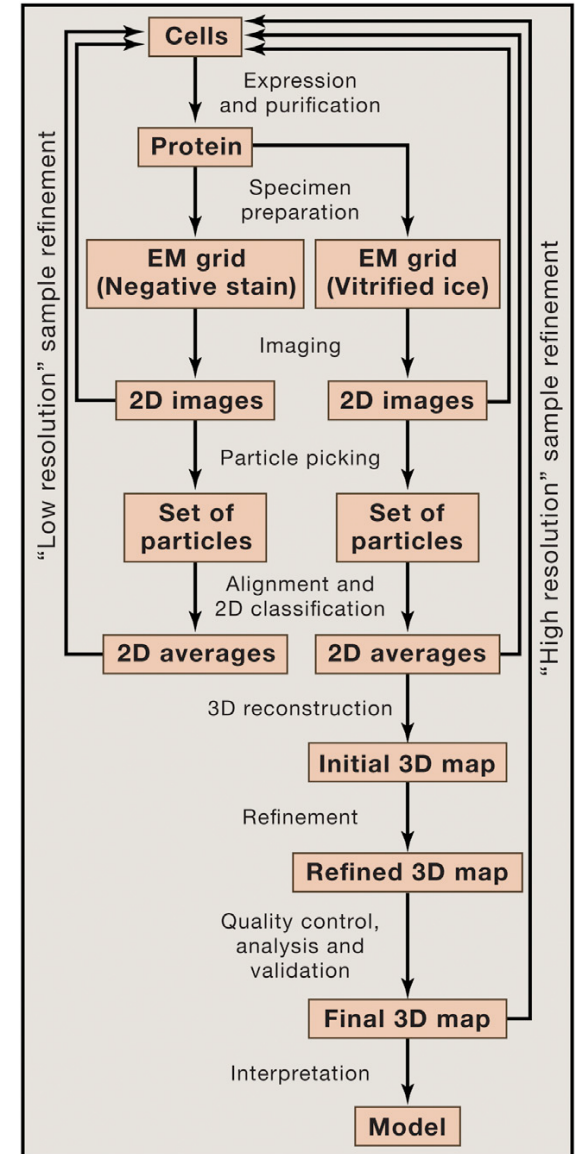 Cells
Expression
and purification
Protein
Specimen
preparation
EM grid
(Negative stain)
EM grid
(Vitrified ice)
Imaging
2D images
2D images
Particle picking
Set of
particles
Set of
particles
Alignment and
2D classification
2D averages
2D averages
3D reconstruction
Initial 3D map
Refinement
Refined 3D map
Quality control,
analysis and
validation
Final 3D map
Interpretation
Model
“Low resolution” sample refinement
“High resolution” sample refinement